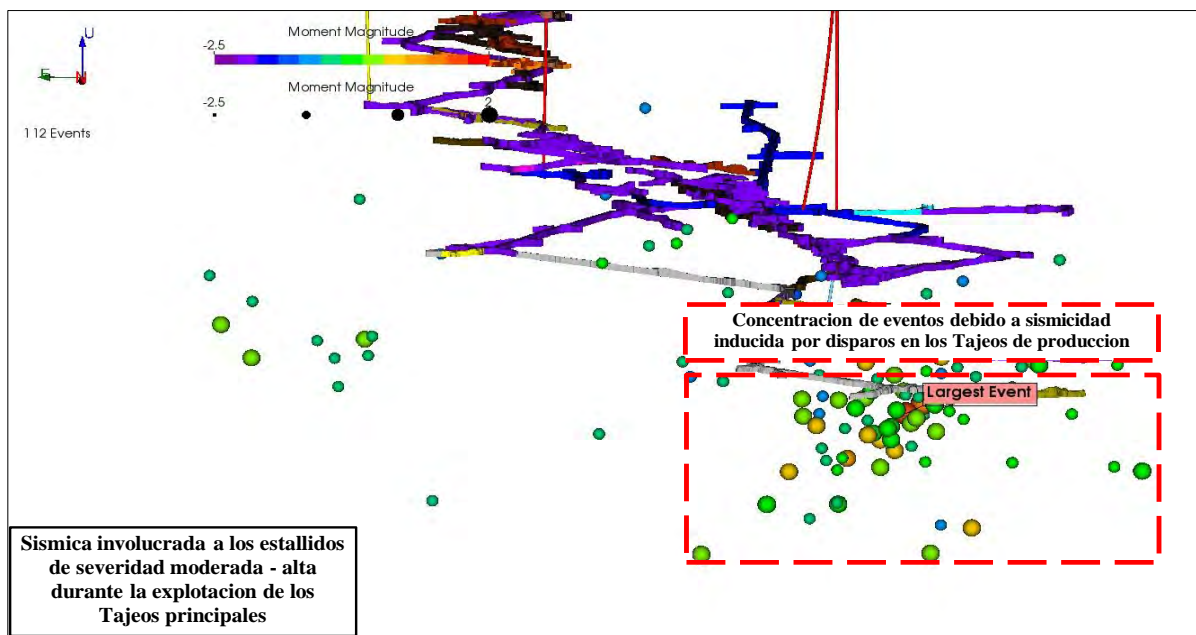 Moment Magnitude
-2.5
2
Moment Magnitude
-2.5
2
U
E
N
112 Events
Concentracion de eventos debido a sismicidad
inducida por disparos en los Tajeos de produccion
Largest Event
Sismica involucrada a los estallidos
de severidad moderada - alta
durante la explotacion de los
Tajeos principales